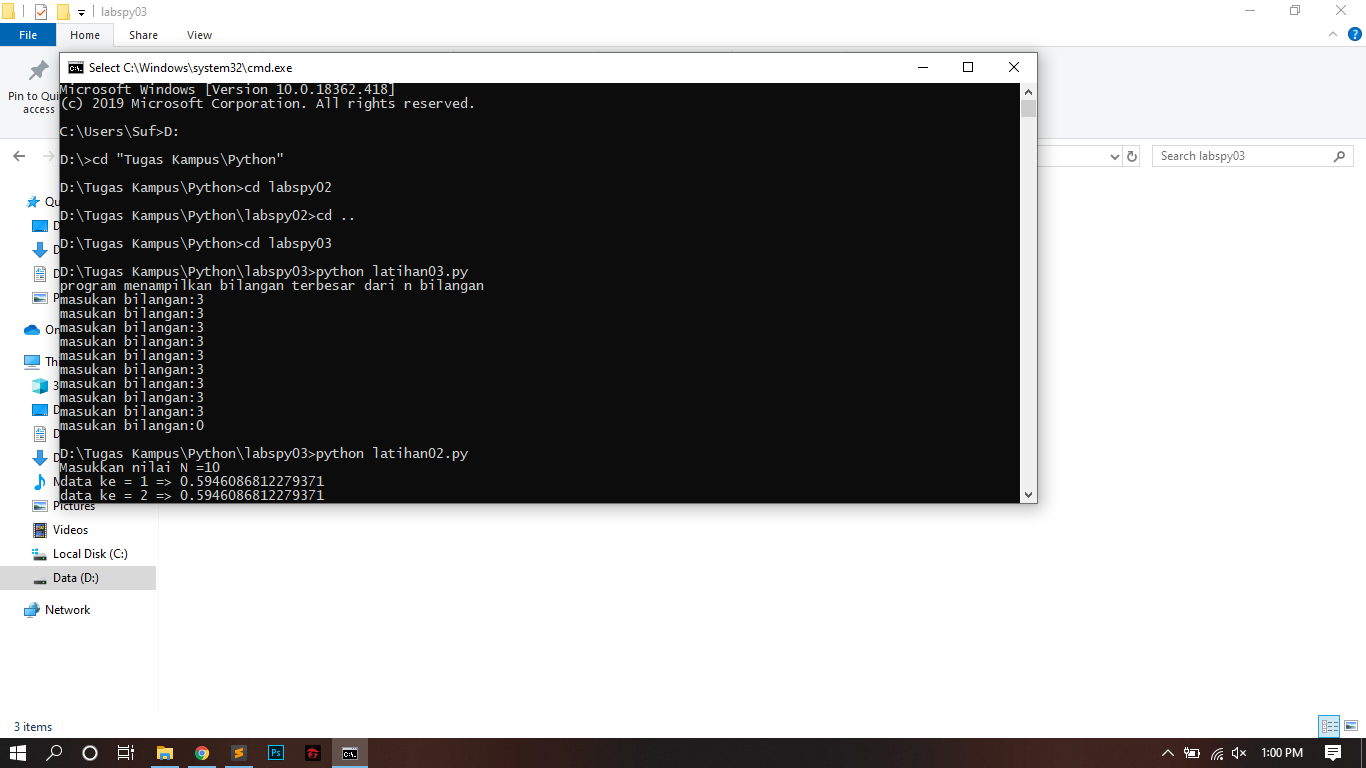 labspy03
File Home Share View
Select C:\Windows\system32\cmd.exe
Pin to Qui
access
Microsoft Windows [Version 10.0.18362.418]
(c) 2019 Microsoft Corporation. All rights reserved.
C:\Users\Suf>D:
D:\>cd "Tugas Kampus\Python"
D:\Tugas Kampus\Python>cd labspy02
D:\Tugas Kampus\Python\labspy02>cd ..
D:\Tugas Kampus\Python>cd labspy03
D:\Tugas Kampus\Python\labspy03>python latihan03.py
program menampilkan bilangan terbesar dari n bilangan
masukan bilangan:3
masukan bilangan:3
masukan bilangan:3
masukan bilangan:3
masukan bilangan:3
masukan bilangan:3
masukan bilangan:3
masukan bilangan:3
masukan bilangan:3
masukan bilangan:0
D:\Tugas Kampus\Python\labspy03>python latihan02.py
Masukkan nilai N =10
data ke = 1 => 0.5946086812279371
data ke = 2 => 0.5946086812279371
Search labspy03
Qu
On
Th
3
Pictures
Videos
Local Disk (C:)
Data (D:)
Network
3 items
Ps
C:\.
1:00 PM